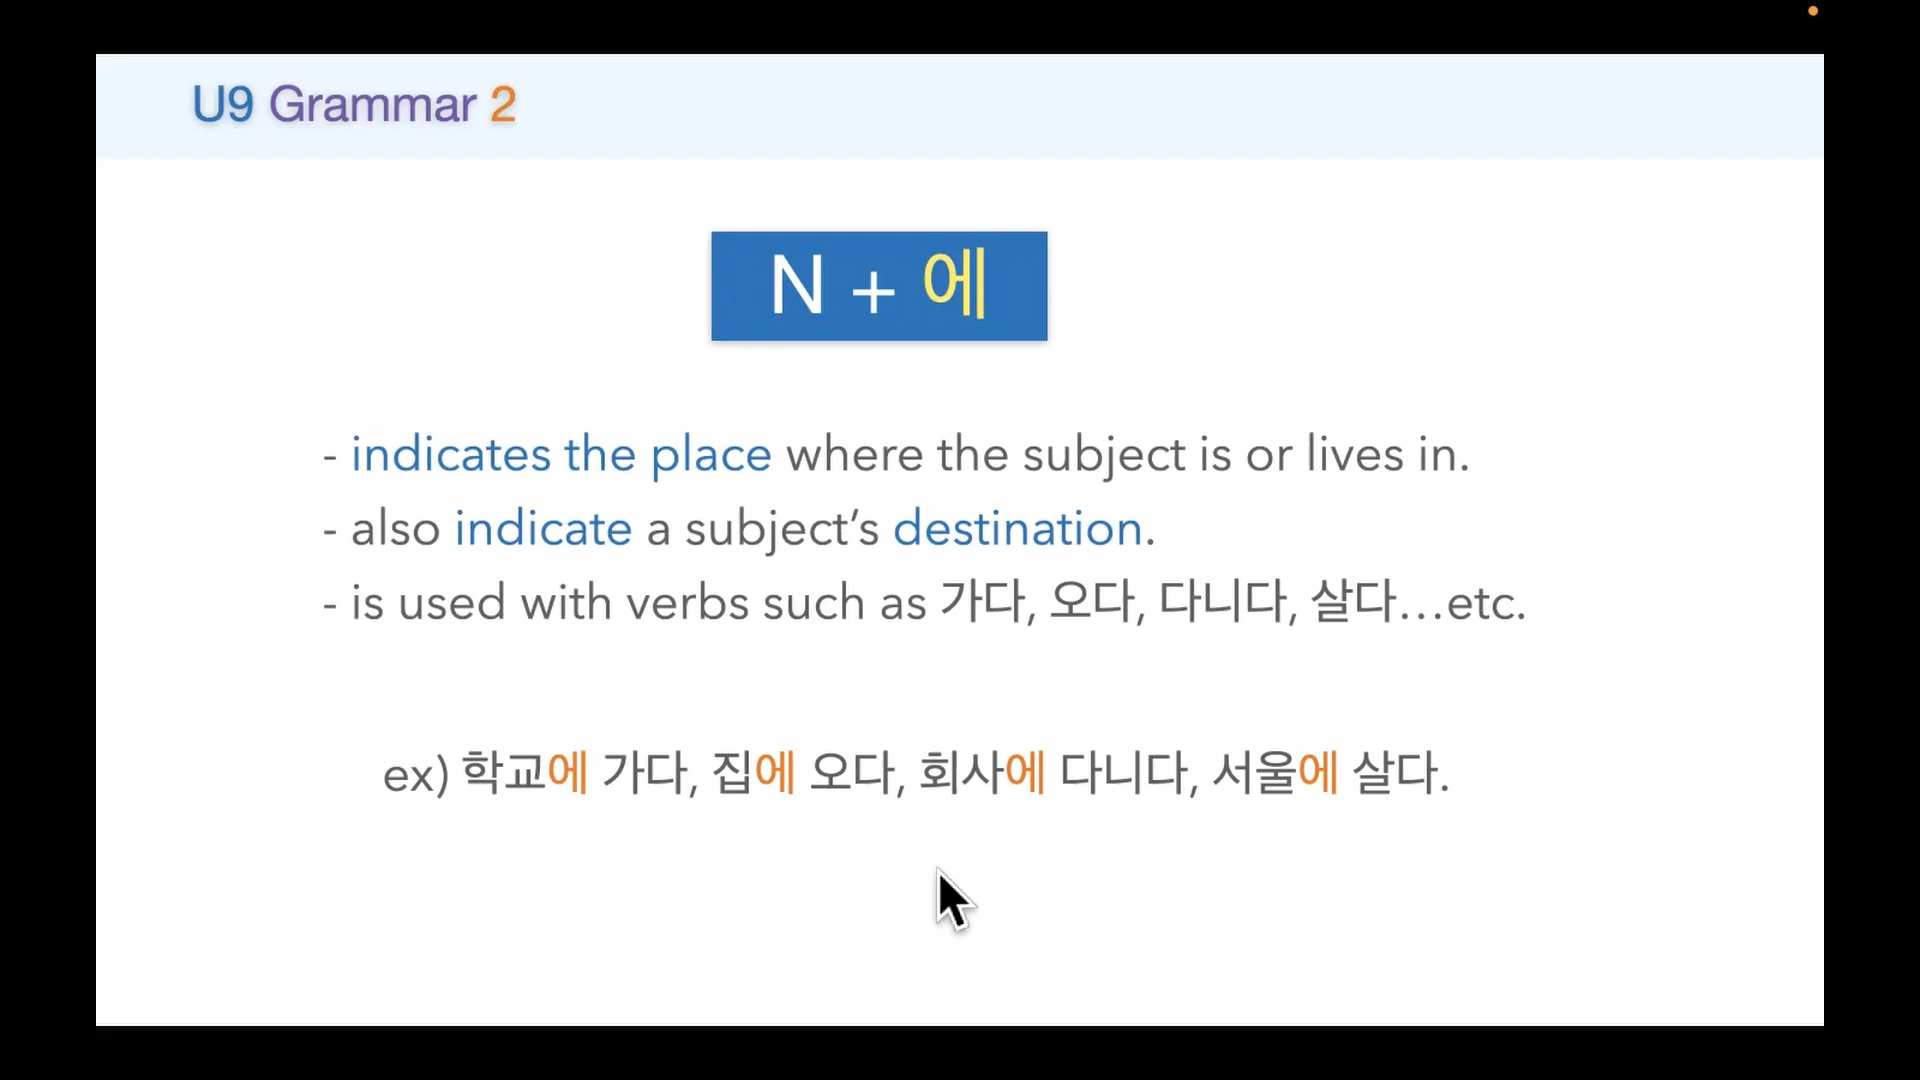 U9 Grammar 2
N + 에
- indicates the place where the subject is or lives in.
- also indicate a subject’s destination.
- is used with verbs such as 가다, 오다, 다니다, 살다…etc.
ex) 학교에 가다, 집에 오다, 회사에 다니다, 서울에 살다.